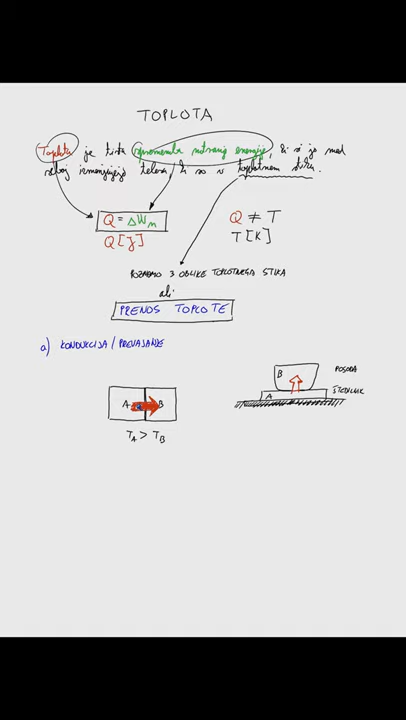 TOPLOTA
Toplota je tista sprememba notranje energije, ki si jo med
seboj izmenjujejo telesa, ki so v toplotnem stiku.
Q = ΔWn
Q [J]
Q ≠ T
T [K]
POZNAMO 3 OBLIKE TOPLOTNEGA STIKA
ali
PRENOS TOPLOTE
a) KONDUKCIJA / PREVAJANJE
A B
TA > TB
B POSODA
A ŠTEDILNIK